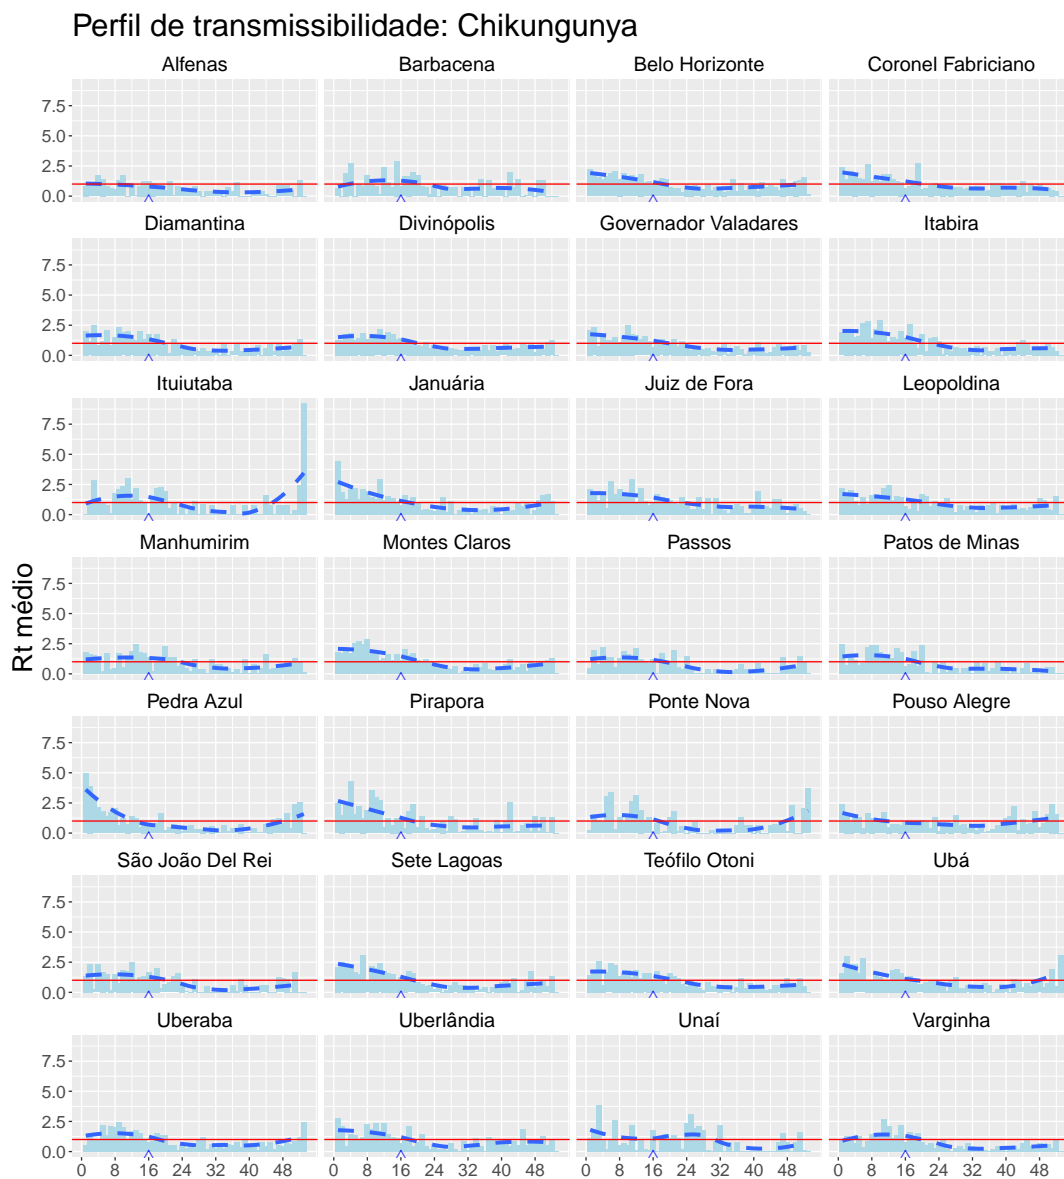 Perfil de transmissibilidade: Chikungunya
Alfenas Barbacena Belo Horizonte Coronel Fabriciano
7.5
5.0
2.5
0.0
Diamantina Divinópolis Governador Valadares Itabira
7.5
5.0
2.5
0.0
Ituiutaba Januária Juiz de Fora Leopoldina
7.5
5.0
2.5
0.0
Manhumirim Montes Claros Passos Patos de Minas
7.5
5.0
2.5
0.0
Rt médio
Pedra Azul Pirapora Ponte Nova Pouso Alegre
7.5
5.0
2.5
0.0
São João Del Rei Sete Lagoas Teófilo Otoni Ubá
7.5
5.0
2.5
0.0
Uberaba Uberlândia Unaí Varginha
7.5
5.0
2.5
0.0
0 8 16 24 32 40 48 0 8 16 24 32 40 48 0 8 16 24 32 40 48 0 8 16 24 32 40 48